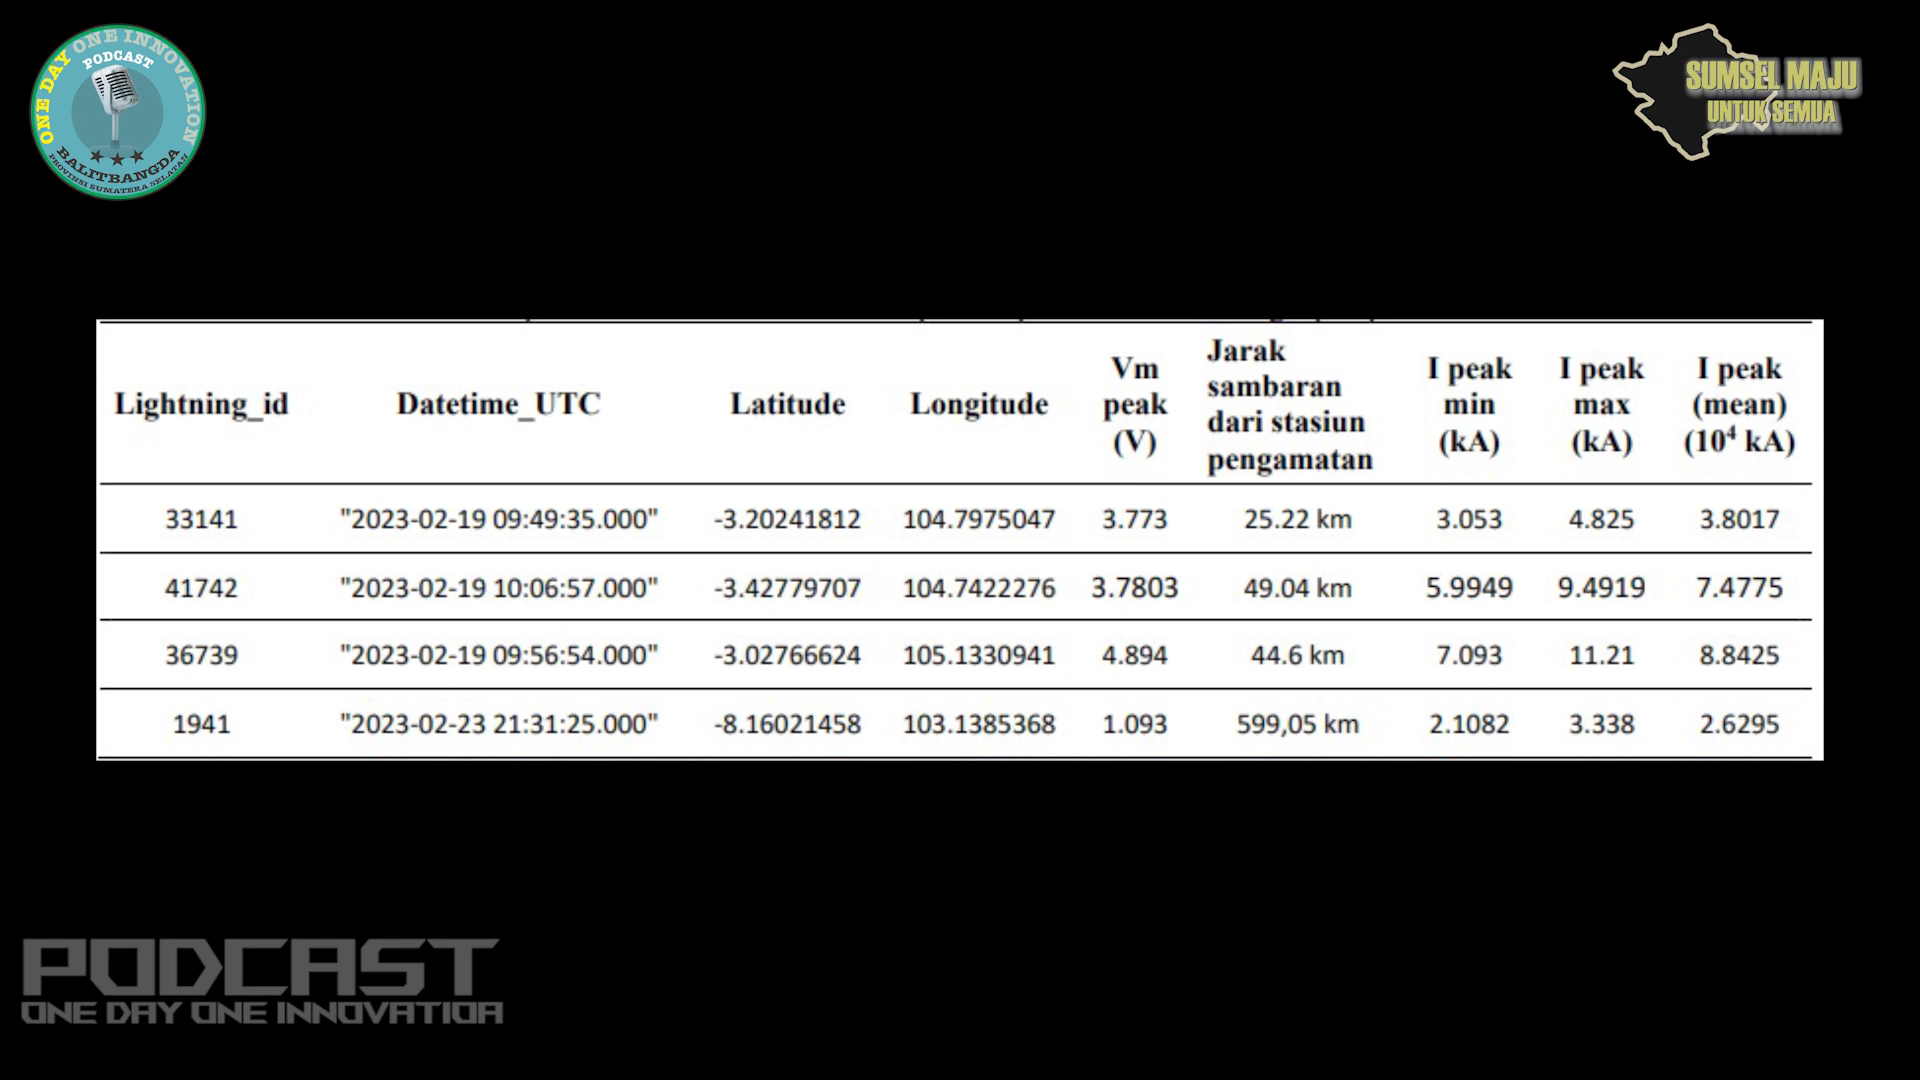 ONE DAY ONE INNOVATION
PODCAST
BALITBANGDA
PROVINSI SUMATERA SELATAN
SUMSEL MAJU
UNTUK SEMUA
Lightning_id Datetime_UTC Latitude Longitude Vm peak (V) Jarak sambaran dari stasiun pengamatan I peak min (kA) I peak max (kA) I peak (mean) (10⁴ kA)
33141 "2023-02-19 09:49:35.000" -3.20241812 104.7975047 3.773 25.22 km 3.053 4.825 3.8017
41742 "2023-02-19 10:06:57.000" -3.42779707 104.7422276 3.7803 49.04 km 5.9949 9.4919 7.4775
36739 "2023-02-19 09:56:54.000" -3.02766624 105.1330941 4.894 44.6 km 7.093 11.21 8.8425
1941 "2023-02-23 21:31:25.000" -8.16021458 103.1385368 1.093 599,05 km 2.1082 3.338 2.6295
PODCAST
ONE DAY ONE INNOVATION